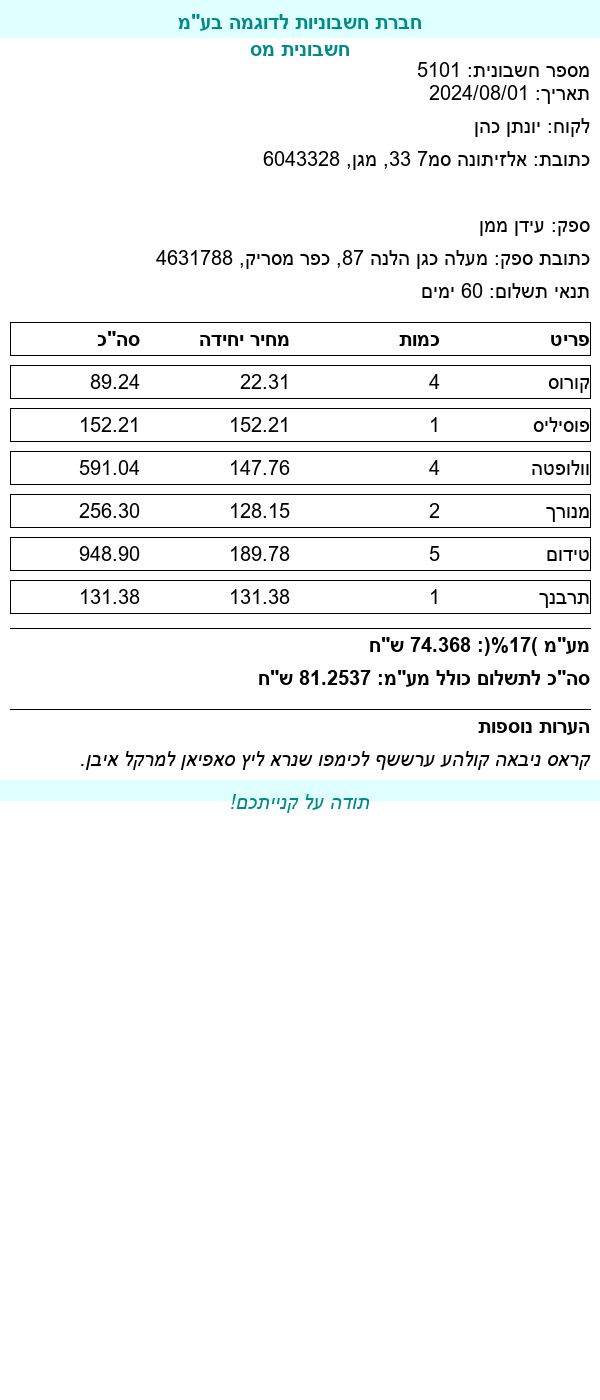 חברת חשבוניות לדוגמה בע"מ
חשבונית מס
מספר חשבונית: 5101
תאריך: 2024/08/01
לקוח: יונתן כהן
כתובת: אלזיתונה סמ7 33, מגן, 6043328
ספק: עידן ממן
כתובת ספק: מעלה כגן הלנה 87, כפר מסריק, 4631788
תנאי תשלום: 60 ימים
פריט כמות מחיר יחידה סה"כ
קורוס 4 22.31 89.24
פוסיליס 1 152.21 152.21
וולופטה 4 147.76 591.04
מנורך 2 128.15 256.30
טידום 5 189.78 948.90
תרבנך 1 131.38 131.38
מע"מ )17%(: 74.368 ש"ח
סה"כ לתשלום כולל מע"מ: 81.2537 ש"ח
הערות נוספות
קראס ניבאה קולהע ערששף לכימפו שנרא ליץ סאפיאן למרקל איבן.
תודה על קנייתכם!